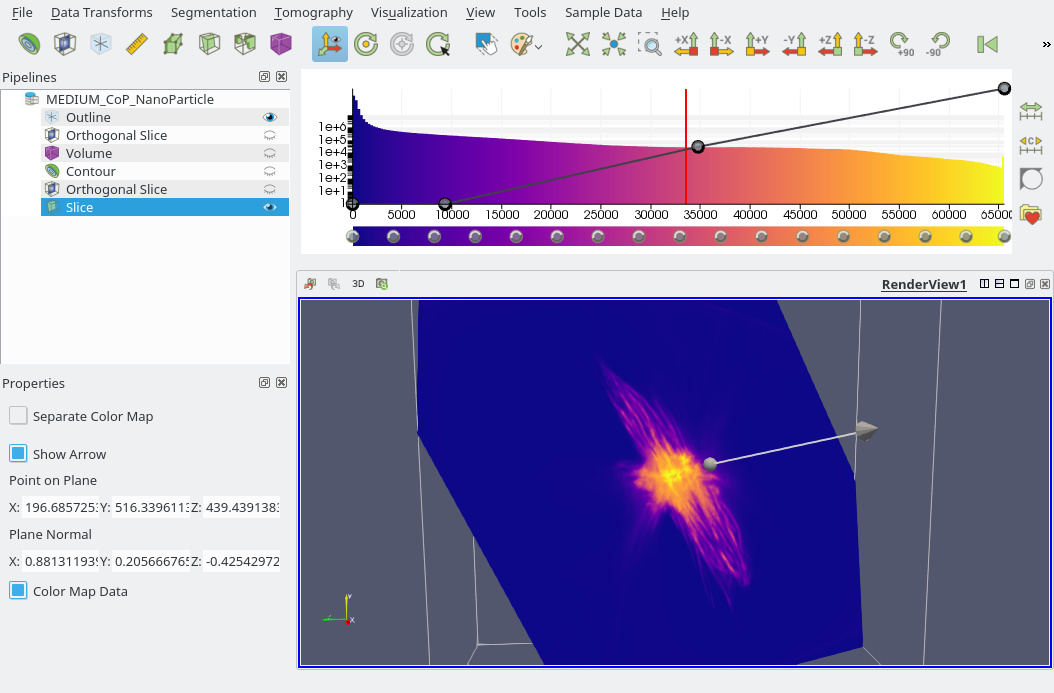 File Data Transforms Segmentation Tomography Visualization View Tools Sample Data Help
+X -X +Y -Y +Z -Z +90 -90 »
Pipelines
MEDIUM_CoP_NanoParticle
Outline
Orthogonal Slice
Volume
Contour
Orthogonal Slice
Slice
1e+6
1e+5
1e+4
1e+3
1e+2
1e+1
1
0 5000 10000 15000 20000 25000 30000 35000 40000 45000 50000 55000 60000 6500
C
3D RenderView1
Properties
Separate Color Map
Show Arrow
Point on Plane
X: 196.685725 Y: 516.339611 Z: 439.439138
Plane Normal
X: 0.88131193 Y: 0.20566676 Z: -0.42542972
Color Map Data
Y
X